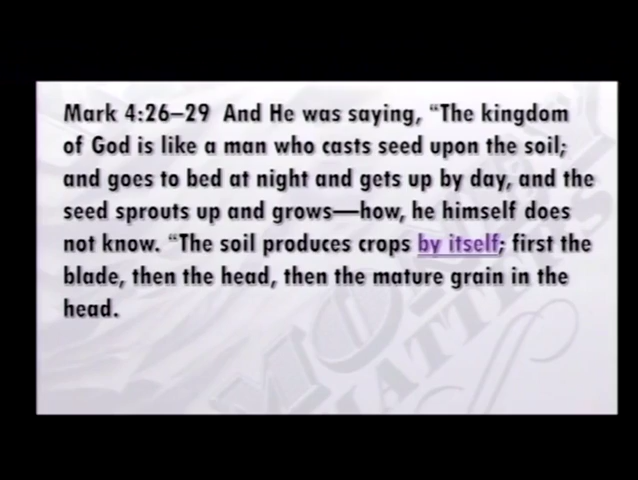 Mark 4:26–29 And He was saying, “The kingdom
of God is like a man who casts seed upon the soil;
and goes to bed at night and gets up by day, and the
seed sprouts up and grows—how, he himself does
not know. “The soil produces crops by itself; first the
blade, then the head, then the mature grain in the
head.
MONEY
MATTERS